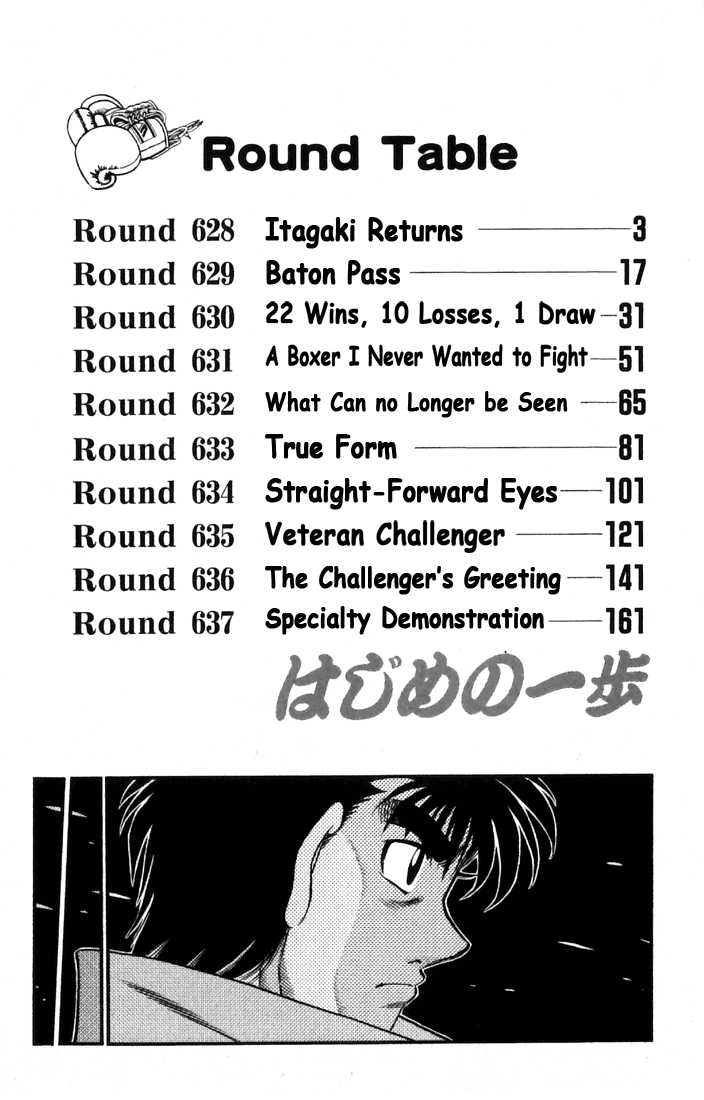 Round Table
Round 628 Itagaki Returns 3
Round 629 Baton Pass 17
Round 630 22 Wins, 10 Losses, 1 Draw 31
Round 631 A Boxer I Never Wanted to Fight 51
Round 632 What Can no Longer be Seen 65
Round 633 True Form 81
Round 634 Straight-Forward Eyes 101
Round 635 Veteran Challenger 121
Round 636 The Challenger's Greeting 141
Round 637 Specialty Demonstration 161
はじめの一歩